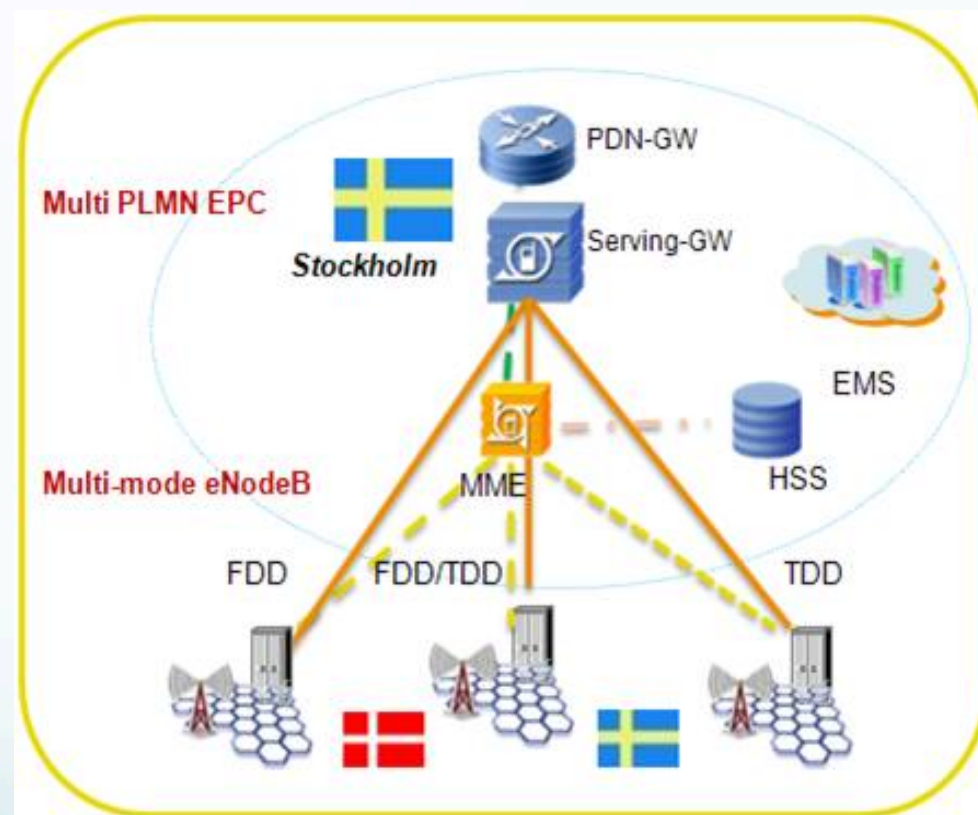 PDN-GW
Multi PLMN EPC
Serving-GW
Stockholm
EMS
HSS
Multi-mode eNodeB
MME
FDD
FDD/TDD
TDD